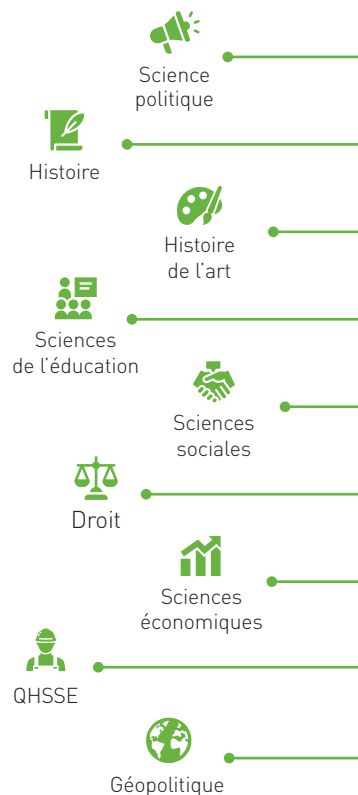 Science
politique
Histoire
Histoire
de l'art
Sciences
de l'éducation
Sciences
sociales
Droit
Sciences
économiques
QHSSE
Géopolitique